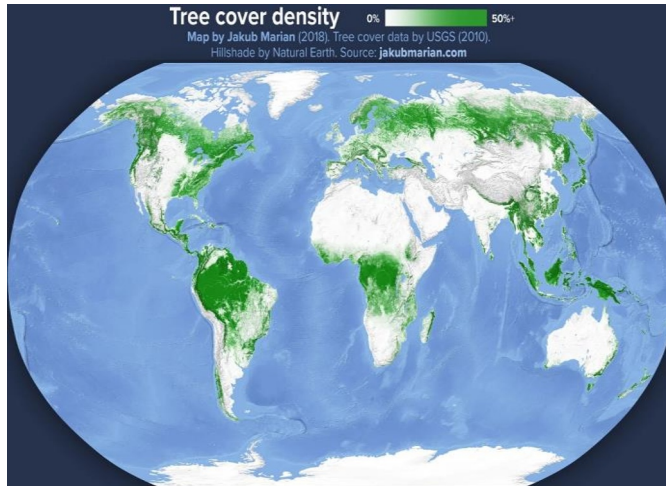 Tree cover density 0% 50%+
Map by Jakub Marian (2018). Tree cover data by USGS (2010).
Hillshade by Natural Earth. Source: jakubmarian.com